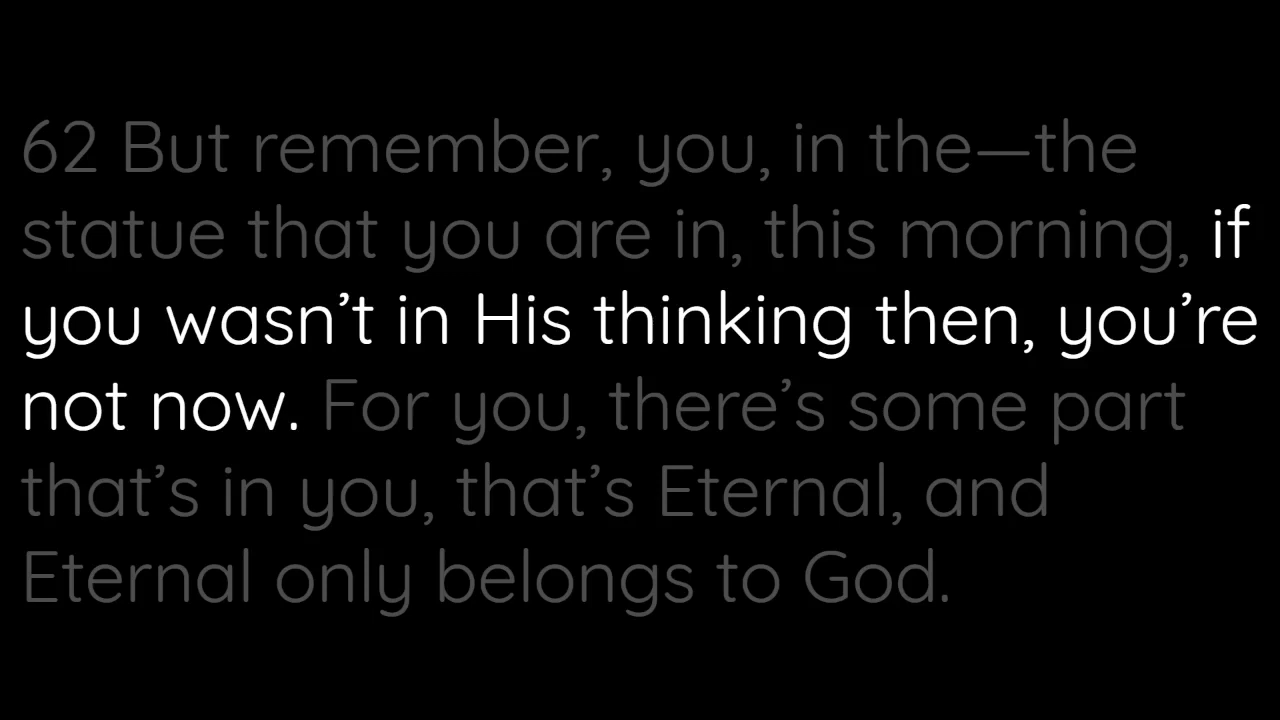 62 But remember, you, in the—the
statue that you are in, this morning, if
you wasn’t in His thinking then, you’re
not now. For you, there’s some part
that’s in you, that’s Eternal, and
Eternal only belongs to God.